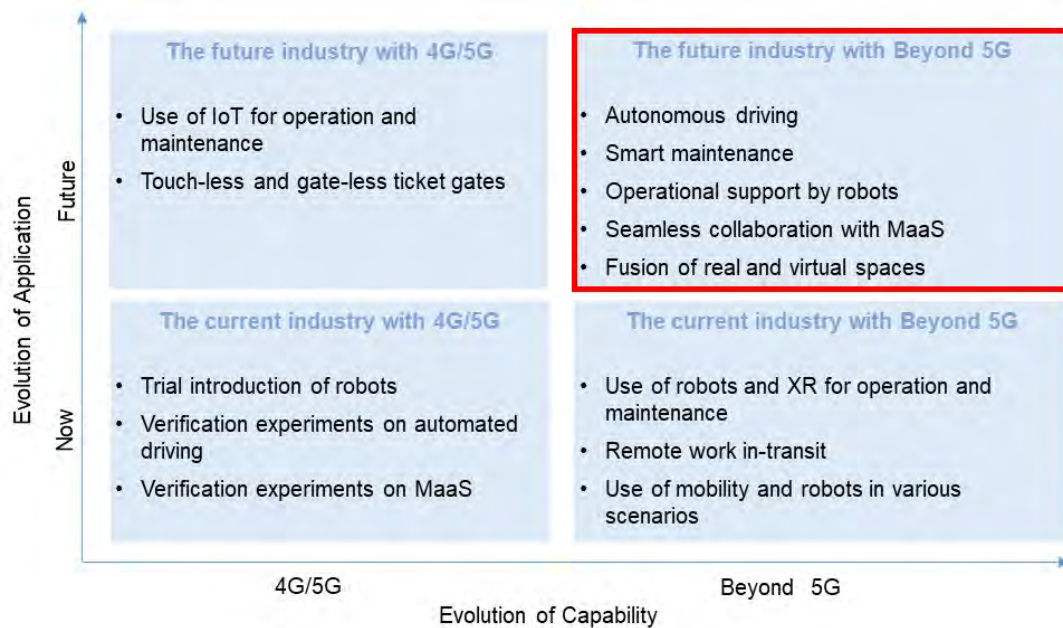 The future industry with 4G/5G
• Use of IoT for operation and
maintenance
• Touch-less and gate-less ticket gates
The future industry with Beyond 5G
• Autonomous driving
• Smart maintenance
• Operational support by robots
• Seamless collaboration with MaaS
• Fusion of real and virtual spaces
The current industry with 4G/5G
• Trial introduction of robots
• Verification experiments on automated
driving
• Verification experiments on MaaS
The current industry with Beyond 5G
• Use of robots and XR for operation and
maintenance
• Remote work in-transit
• Use of mobility and robots in various
scenarios
Evolution of Application
Future
Now
4G/5G
Beyond 5G
Evolution of Capability